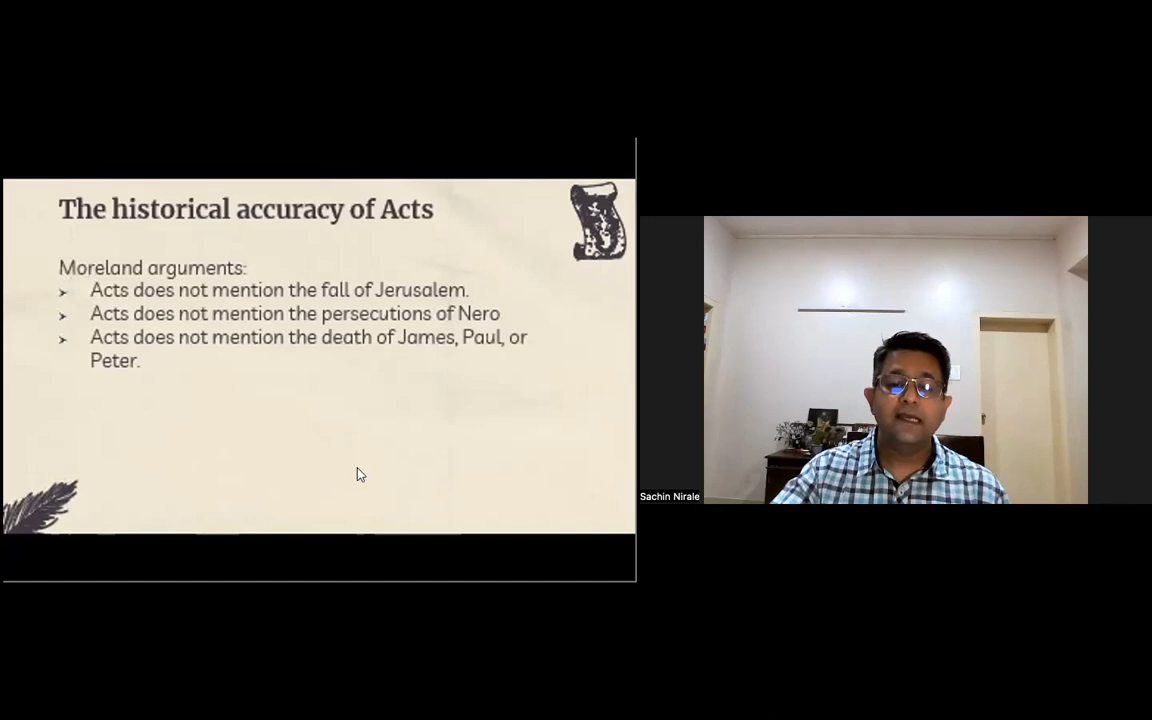 The historical accuracy of Acts
Moreland arguments:
➢ Acts does not mention the fall of Jerusalem.
➢ Acts does not mention the persecutions of Nero
➢ Acts does not mention the death of James, Paul, or
Peter.
Sachin Nirale